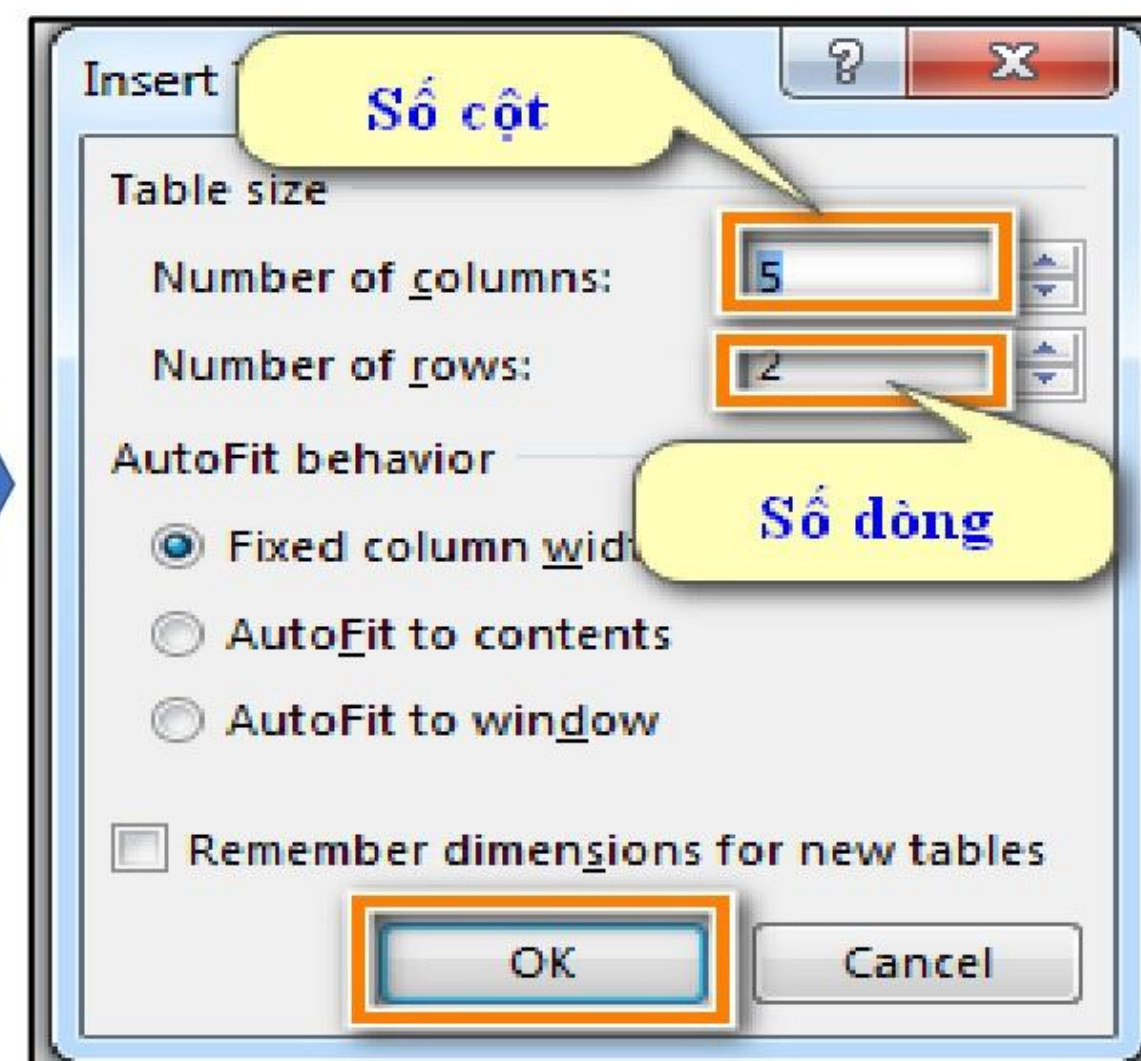 Insert
Số cột
Table size
Number of columns: 5
Number of rows: 2
AutoFit behavior
Số dòng
Fixed column
AutoFit to contents
AutoFit to window
Remember dimensions for new tables
OK Cancel